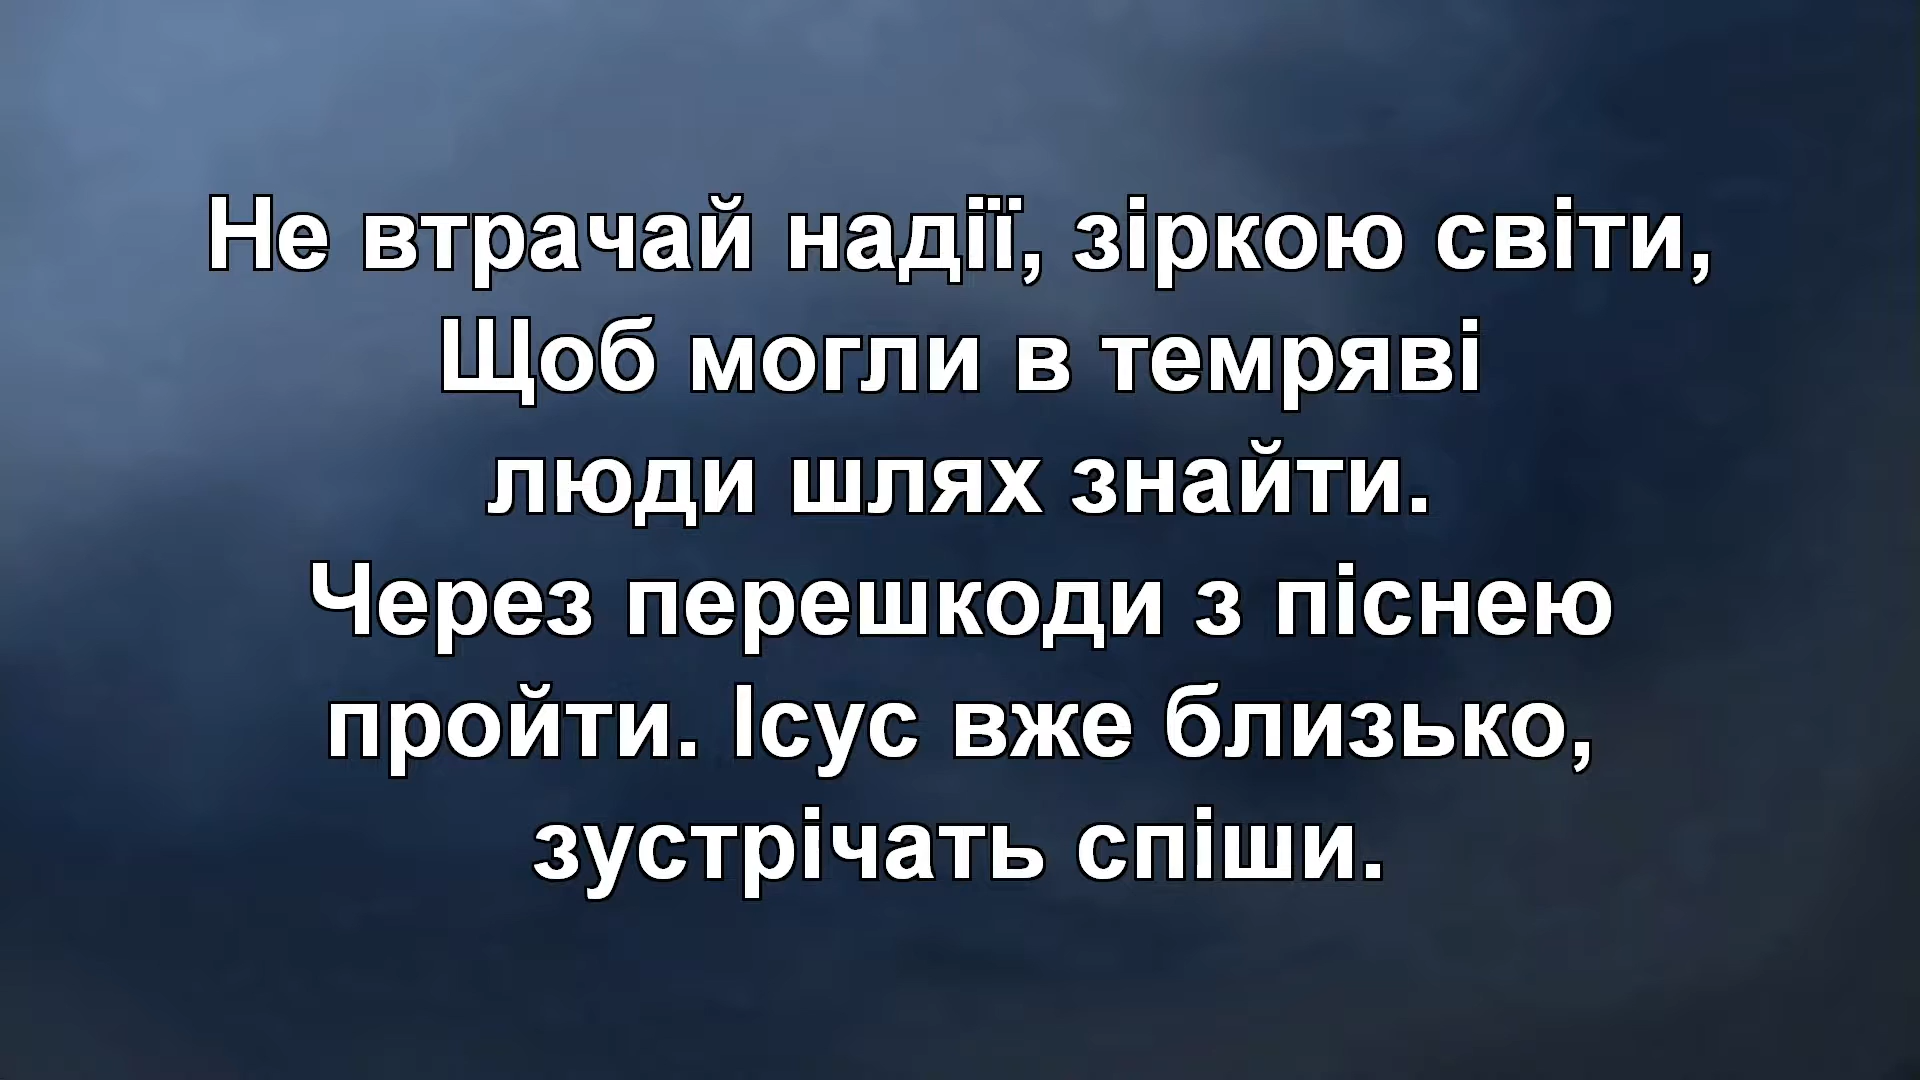 Не втрачай надії, зіркою світи,
Щоб могли в темряві
люди шлях знайти.
Через перешкоди з піснею
пройти. Ісус вже близько,
зустрічать спіши.